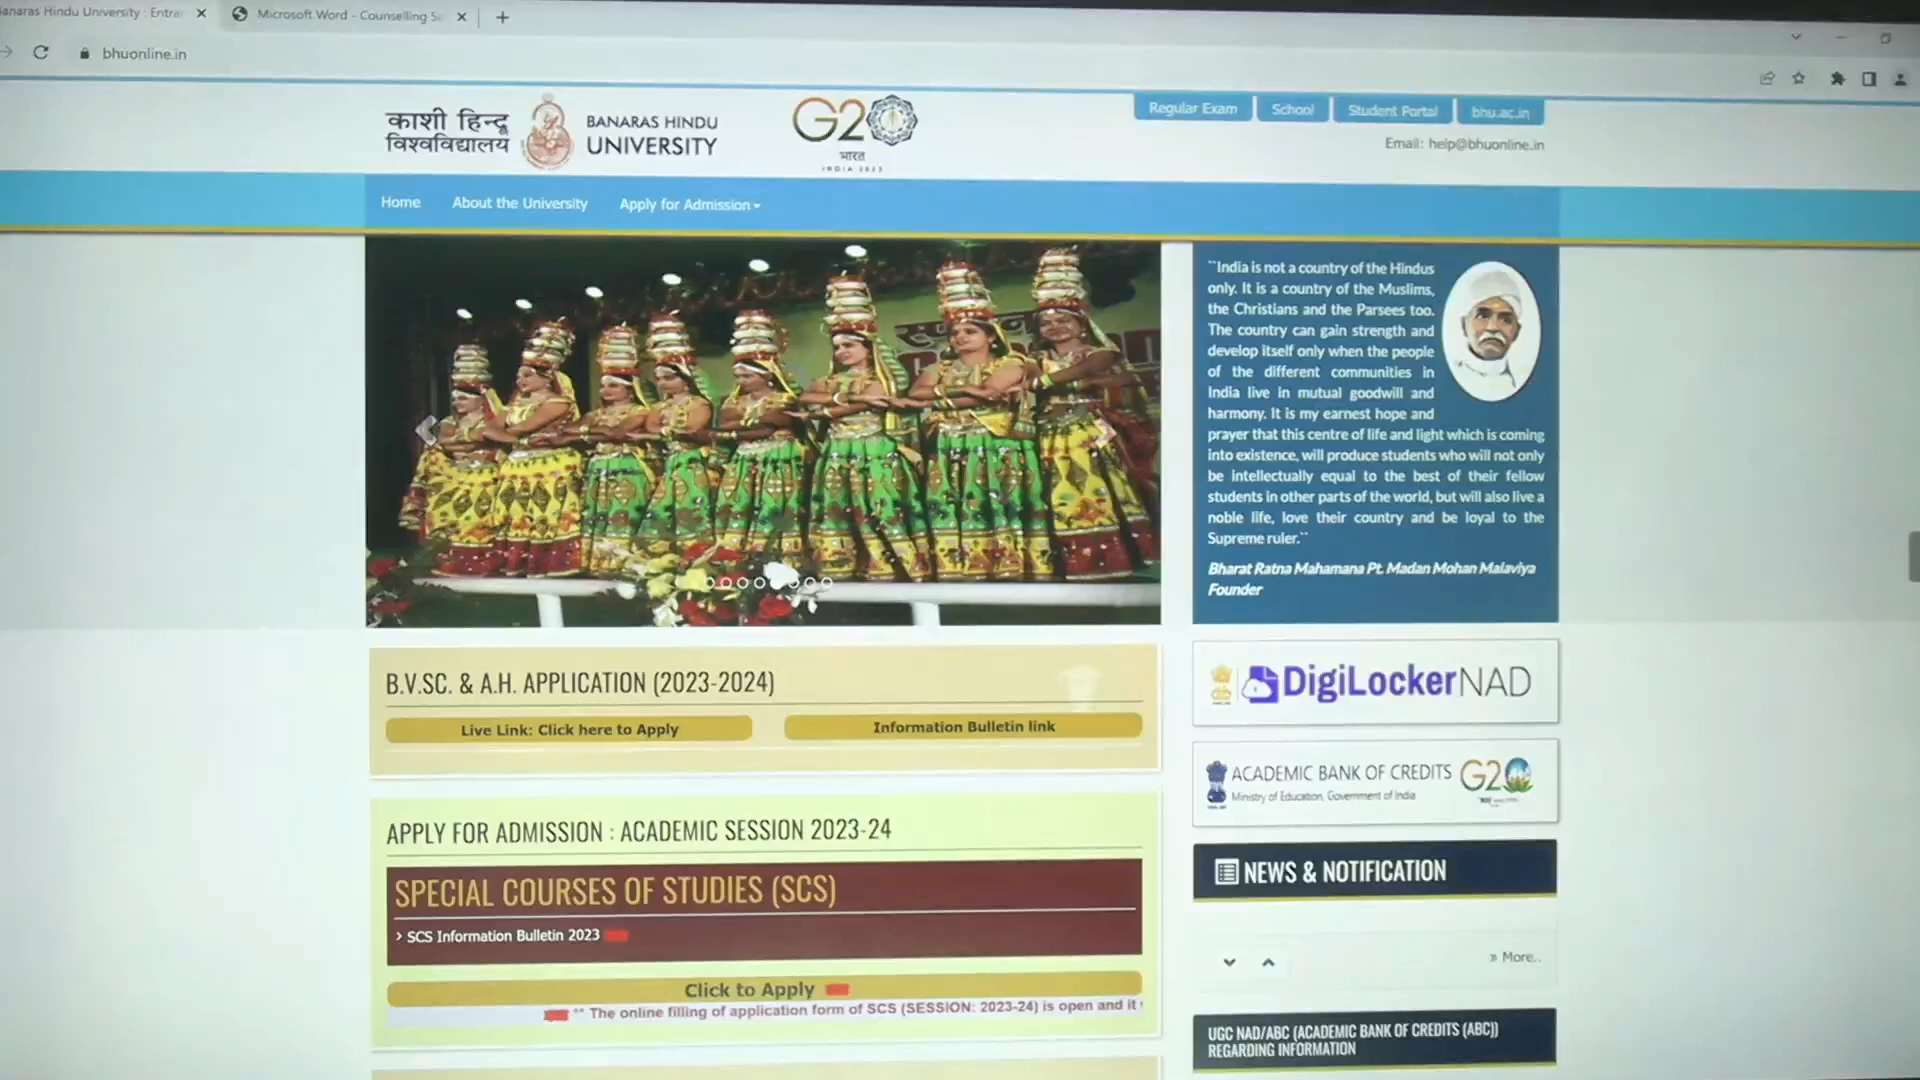 Banaras Hindu University : Entra
Microsoft Word - Counselling S
bhuonline.in
काशी हिन्दू
विश्वविद्यालय
BANARAS HINDU
UNIVERSITY
G2
भारत
INDIA 2023
Regular Exam
School
Student Portal
bhu.ac.in
Email: help@bhuonline.in
Home
About the University
Apply for Admission
``India is not a country of the Hindus
only. It is a country of the Muslims,
the Christians and the Parsees too.
The country can gain strength and
develop itself only when the people
of the different communities in
India live in mutual goodwill and
harmony. It is my earnest hope and
prayer that this centre of life and light which is coming
into existence, will produce students who will not only
be intellectually equal to the best of their fellow
students in other parts of the world, but will also live a
noble life, love their country and be loyal to the
Supreme ruler.``
Bharat Ratna Mahamana Pt. Madan Mohan Malaviya
Founder
B.V.SC. & A.H. APPLICATION (2023-2024)
Live Link: Click here to Apply
Information Bulletin link
DigiLockerNAD
ACADEMIC BANK OF CREDITS
Ministry of Education, Government of India
G20
APPLY FOR ADMISSION : ACADEMIC SESSION 2023-24
SPECIAL COURSES OF STUDIES (SCS)
> SCS Information Bulletin 2023
Click to Apply
** The online filling of application form of SCS (SESSION: 2023-24) is open and it
NEWS & NOTIFICATION
» More..
UGC NAD/ABC (ACADEMIC BANK OF CREDITS (ABC))
REGARDING INFORMATION